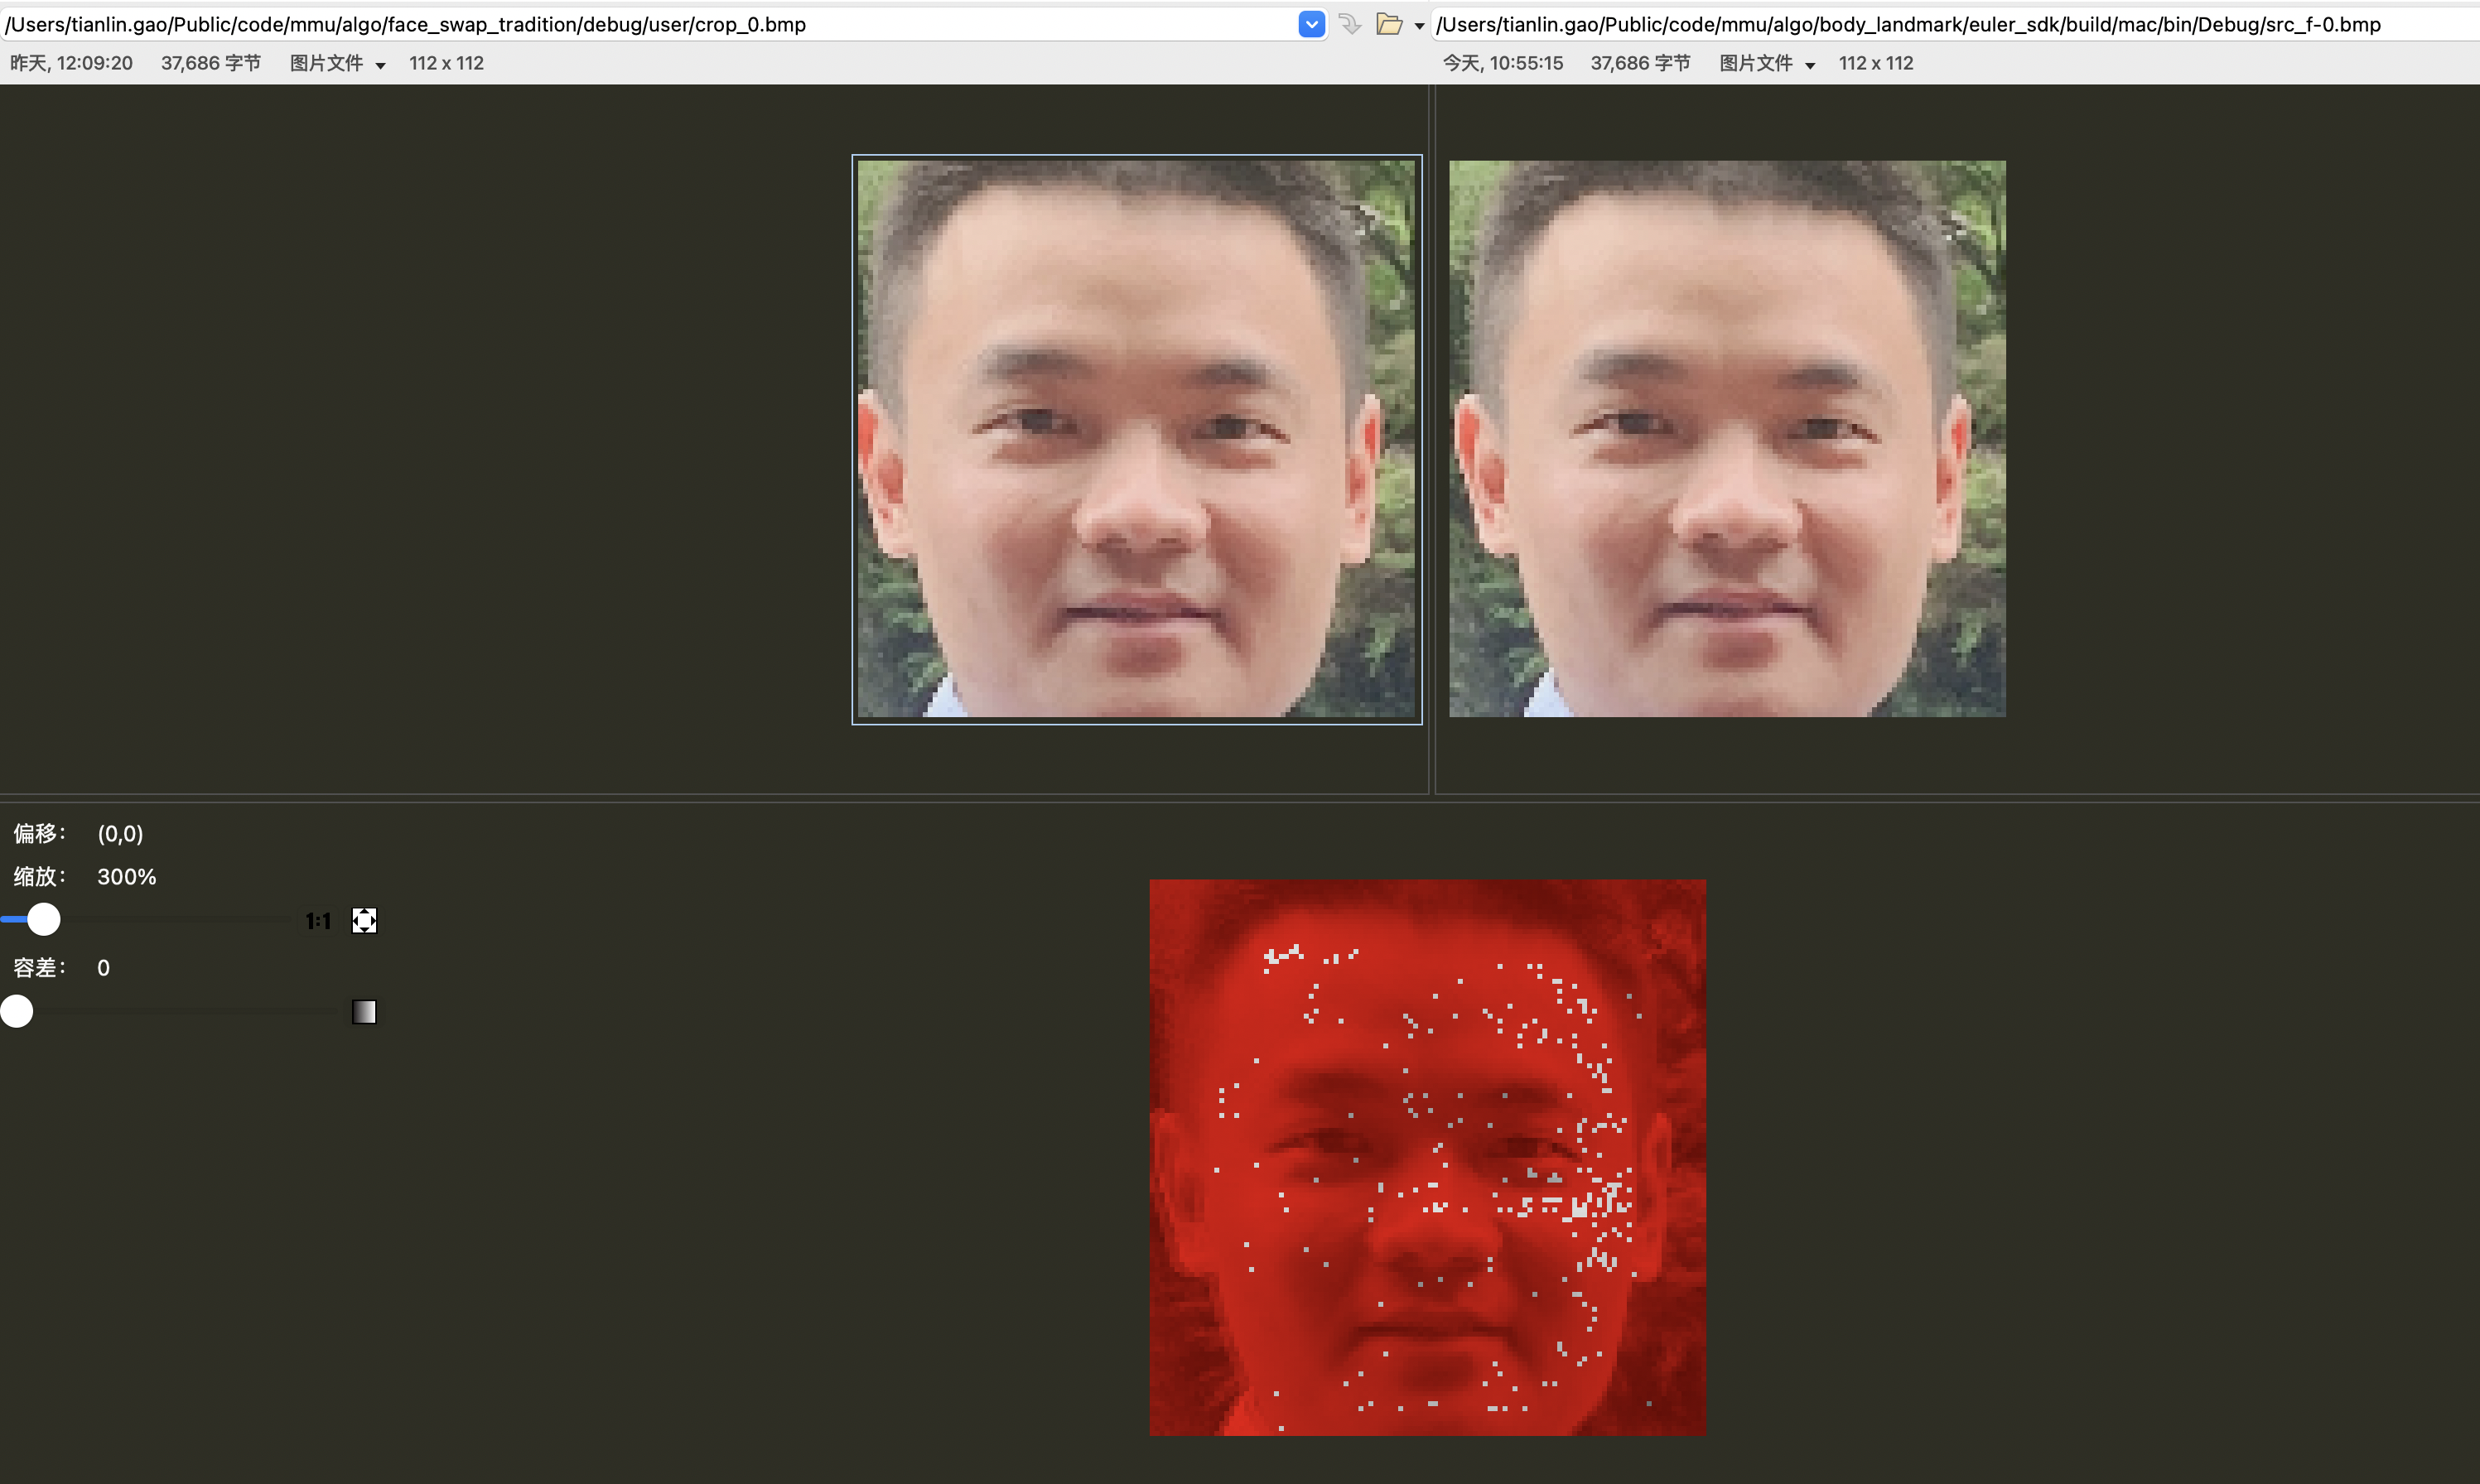 /Users/tianlin.gao/Public/code/mmu/algo/face_swap_tradition/debug/user/crop_0.bmp
/Users/tianlin.gao/Public/code/mmu/algo/body_landmark/euler_sdk/build/mac/bin/Debug/src_f-0.bmp
昨天, 12:09:20 37,686 字节 图片文件 112 x 112
今天, 10:55:15 37,686 字节 图片文件 112 x 112
偏移： (0,0)
缩放： 300%
1:1
容差： 0